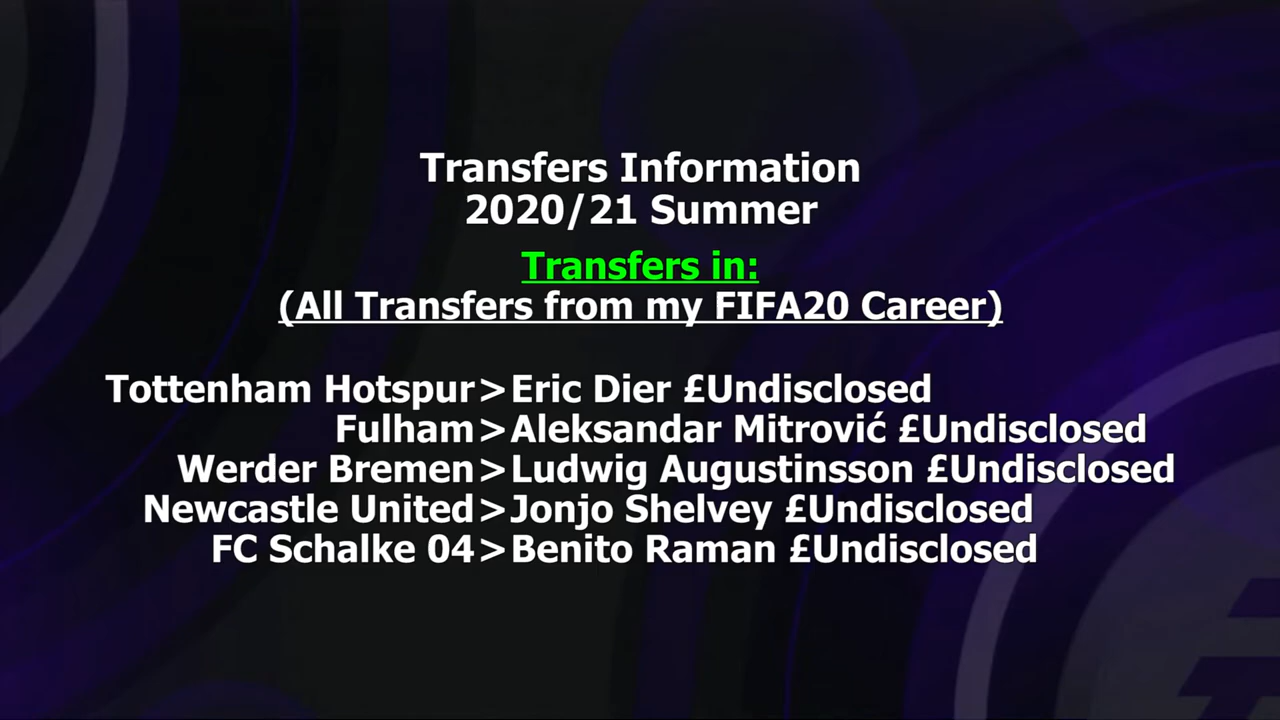 Transfers Information
2020/21 Summer
Transfers in:
(All Transfers from my FIFA20 Career)
Tottenham Hotspur>Eric Dier £Undisclosed
Fulham>Aleksandar Mitrović £Undisclosed
Werder Bremen>Ludwig Augustinsson £Undisclosed
Newcastle United>Jonjo Shelvey £Undisclosed
FC Schalke 04>Benito Raman £Undisclosed